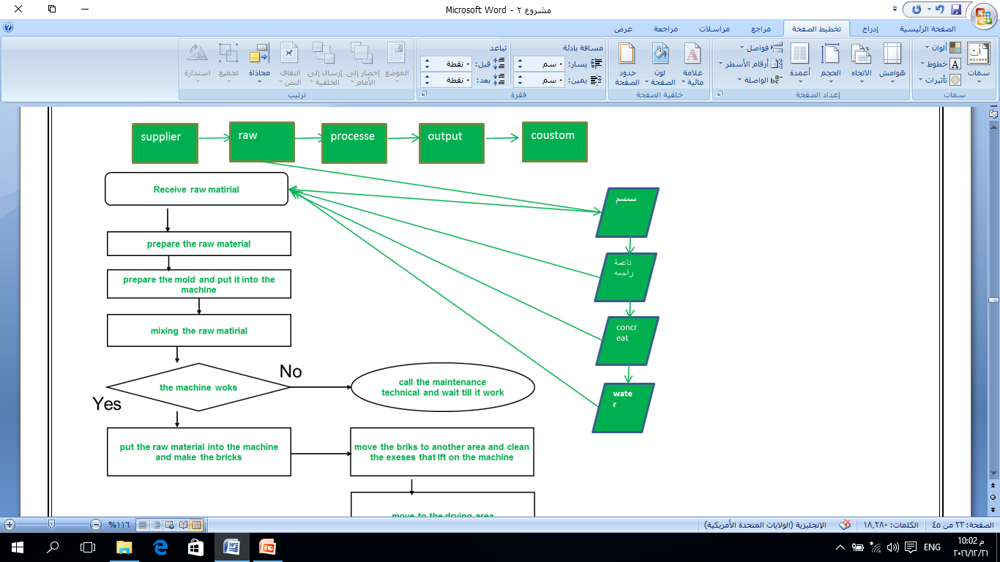 مشروع ٢ - Microsoft Word
الصفحة الرئيسية
إدراج
تخطيط الصفحة
مراجع
مراسلات
مراجعة
عرض
سمات
ألوان
خطوط
تأثيرات
سمات
هوامش
الاتجاه
الحجم
أعمدة
فواصل
أرقام الأسطر
الواصلة
إعداد الصفحة
علامة
مائية
لون
الصفحة
حدود
الصفحة
خلفية الصفحة
مسافة بادئة
يسار:
سم
يمين:
سم
تباعد
قبل:
نقطة
بعد:
نقطة
فقرة
الموضع
إحضار إلى
الأمام
إرسال إلى
الخلفية
التفاف
النص
محاذاة
تجميع
استدارة
ترتيب
supplier
raw
processe
output
coustom
Receive raw matirial
prepare the raw material
prepare the mold and put it into the
machine
mixing the raw matirial
the machine woks
No
Yes
call the maintenance
technical and wait till it work
put the raw material into the machine
and make the bricks
move the briks to another area and clean
the exeses that lft on the machine
move to the drying area
سمسم
ناعمة
راجمه
concr
eat
wate
r
الصفحة: ٢٣ من ٤٥
الكلمات: ١٨,٢٨٠
الإنجليزية (الولايات المتحدة الأمريكية)
١١٦%
ENG
10:02 م
٢٠١٦/١٢/٢١